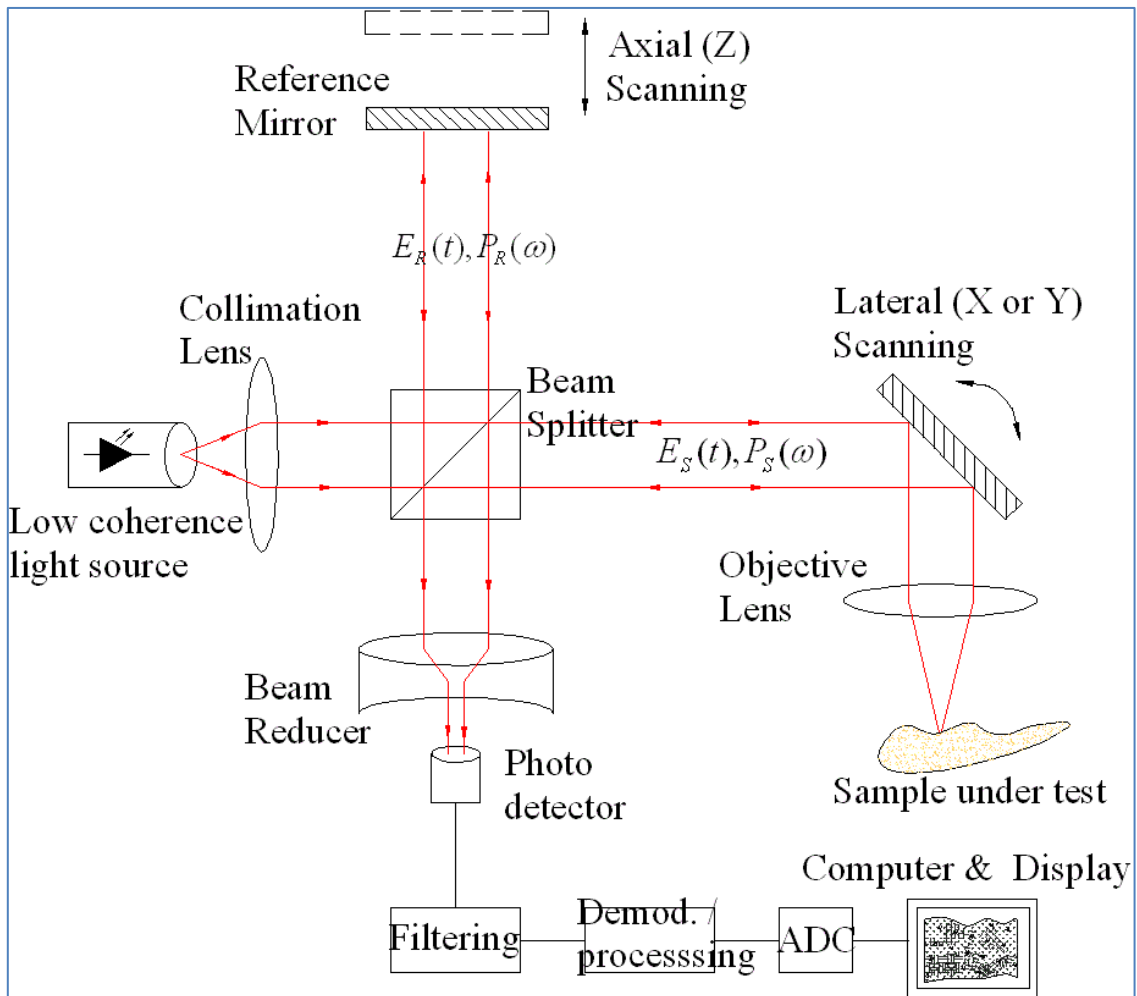 Axial (Z)
Scanning
Reference
Mirror
E_R(t), P_R(ω)
Collimation
Lens
Lateral (X or Y)
Scanning
Beam
Splitter
E_S(t), P_S(ω)
Low coherence
light source
Objective
Lens
Beam
Reducer
Photo
detector
Sample under test
Computer & Display
Filtering
Demod. /
processsing
ADC